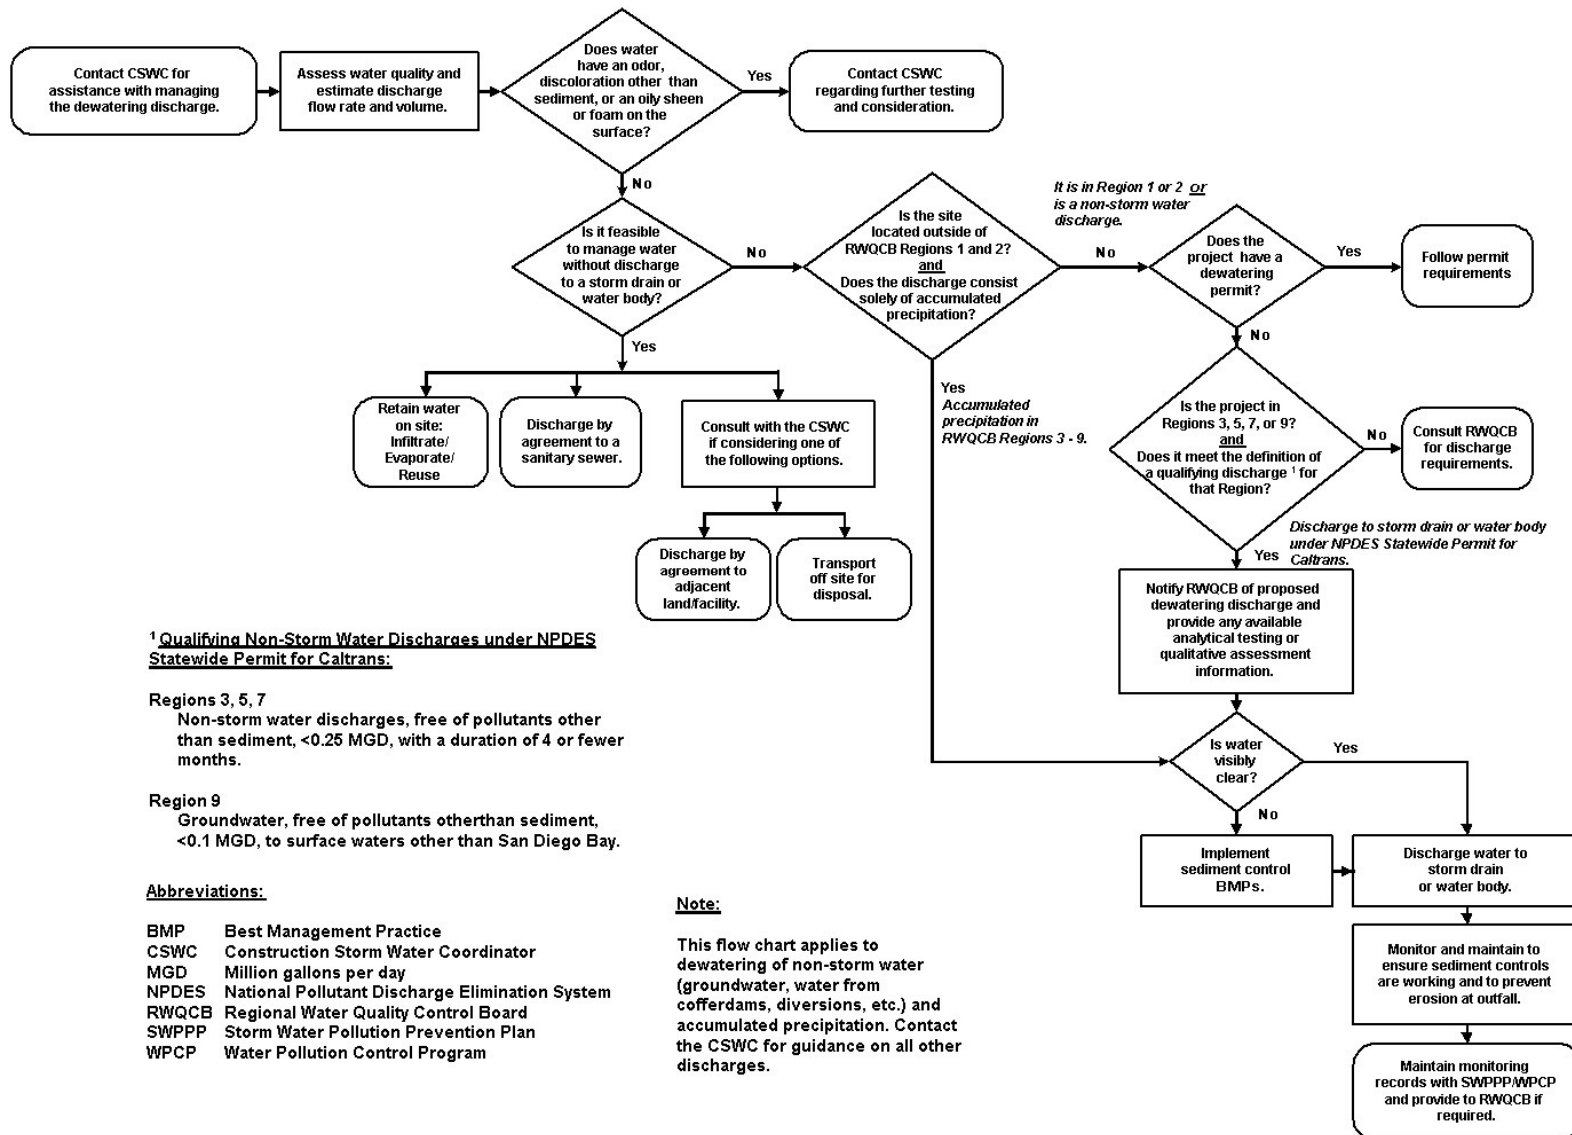 Contact CSWC for
assistance with managing
the dewatering discharge.
Assess water quality and
estimate discharge
flow rate and volume.
Does water
have an odor,
discoloration other than
sediment, or an oily sheen
or foam on the
surface?
Yes
Contact CSWC
regarding further testing
and consideration.
No
Is it feasible
to manage water
without discharge
to a storm drain or
water body?
No
Is the site
located outside of
RWQCB Regions 1 and 2?
and
Does the discharge consist
solely of accumulated
precipitation?
It is in Region 1 or 2 or
is a non-storm water
discharge.
No
Does the
project have a
dewatering
permit?
Yes
Follow permit
requirements
Yes
Retain water
on site:
Infiltrate/
Evaporate/
Reuse
Discharge by
agreement to a
sanitary sewer.
Consult with the CSWC
if considering one of
the following options.
Discharge by
agreement to
adjacent
land/facility.
Transport
off site for
disposal.
Yes
Accumulated
precipitation in
RWQCB Regions 3 - 9.
No
Is the project in
Regions 3, 5, 7, or 9?
and
Does it meet the definition of
a qualifying discharge 1 for
that Region?
No
Consult RWQCB
for discharge
requirements.
Yes
Discharge to storm drain or water body
under NPDES Statewide Permit for
Caltrans.
Notify RWQCB of proposed
dewatering discharge and
provide any available
analytical testing or
qualitative assessment
information.
Is water
visibly
clear?
Yes
No
Implement
sediment control
BMPs.
Discharge water to
storm drain
or water body.
Monitor and maintain to
ensure sediment controls
are working and to prevent
erosion at outfall.
Maintain monitoring
records with SWPPP/WPCP
and provide to RWQCB if
required.
1 Qualifying Non-Storm Water Discharges under NPDES
Statewide Permit for Caltrans:
Regions 3, 5, 7
Non-storm water discharges, free of pollutants other
than sediment, <0.25 MGD, with a duration of 4 or fewer
months.
Region 9
Groundwater, free of pollutants otherthan sediment,
<0.1 MGD, to surface waters other than San Diego Bay.
Abbreviations:
BMP Best Management Practice
CSWC Construction Storm Water Coordinator
MGD Million gallons per day
NPDES National Pollutant Discharge Elimination System
RWQCB Regional Water Quality Control Board
SWPPP Storm Water Pollution Prevention Plan
WPCP Water Pollution Control Program
Note:
This flow chart applies to
dewatering of non-storm water
(groundwater, water from
cofferdams, diversions, etc.) and
accumulated precipitation. Contact
the CSWC for guidance on all other
discharges.